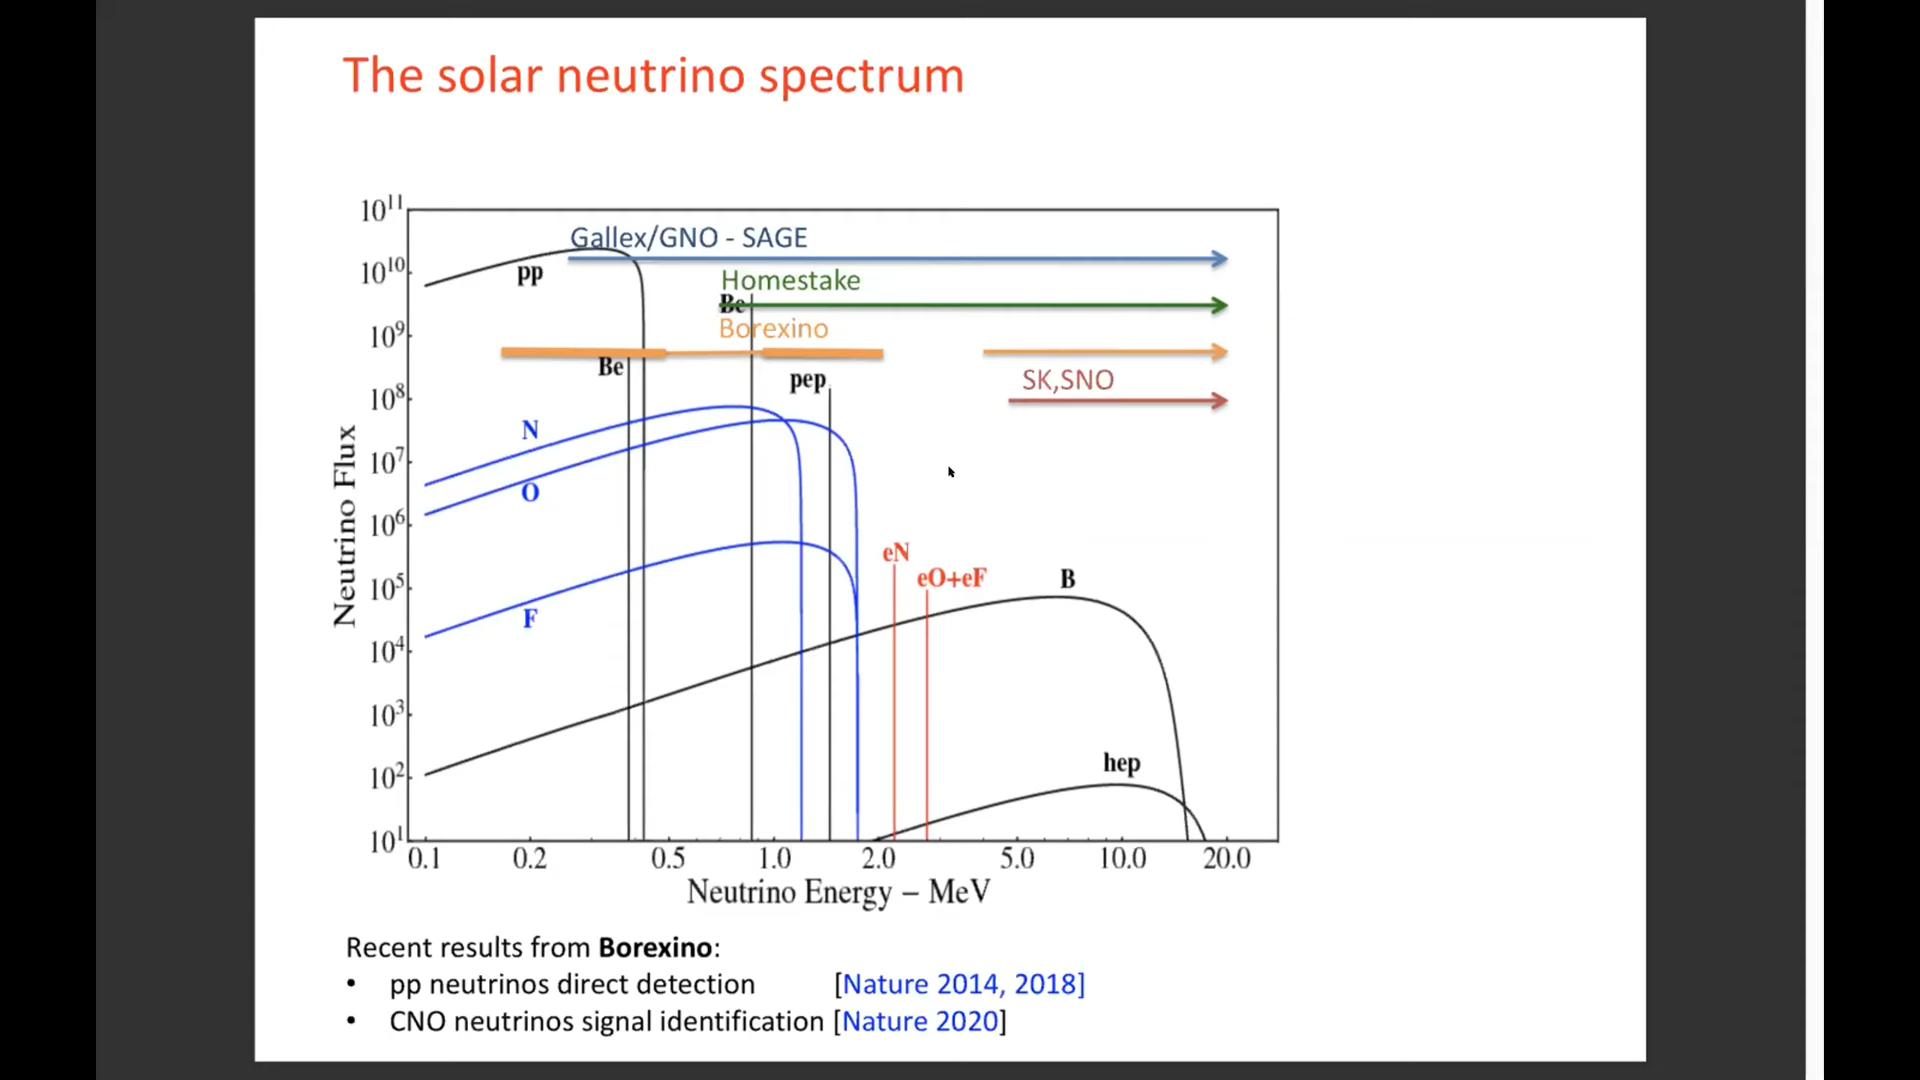 The solar neutrino spectrum
10¹¹
Gallex/GNO - SAGE
10¹⁰
pp
Homestake
Be
10⁹
Borexino
Be
pep
SK,SNO
10⁸
N
10⁷
O
10⁶
eN
eO+eF
B
10⁵
F
10⁴
10³
hep
10²
10¹
Neutrino Flux
0.1 0.2 0.5 1.0 2.0 5.0 10.0 20.0
Neutrino Energy – MeV
Recent results from Borexino:
• pp neutrinos direct detection [Nature 2014, 2018]
• CNO neutrinos signal identification [Nature 2020]